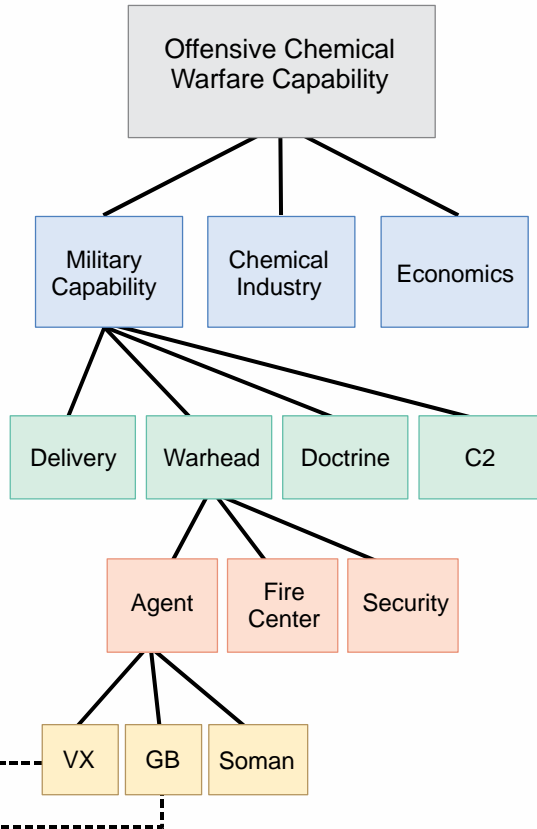 Offensive Chemical
Warfare Capability
Military
Capability
Chemical
Industry
Economics
Delivery
Warhead
Doctrine
C2
Agent
Fire
Center
Security
VX
GB
Soman